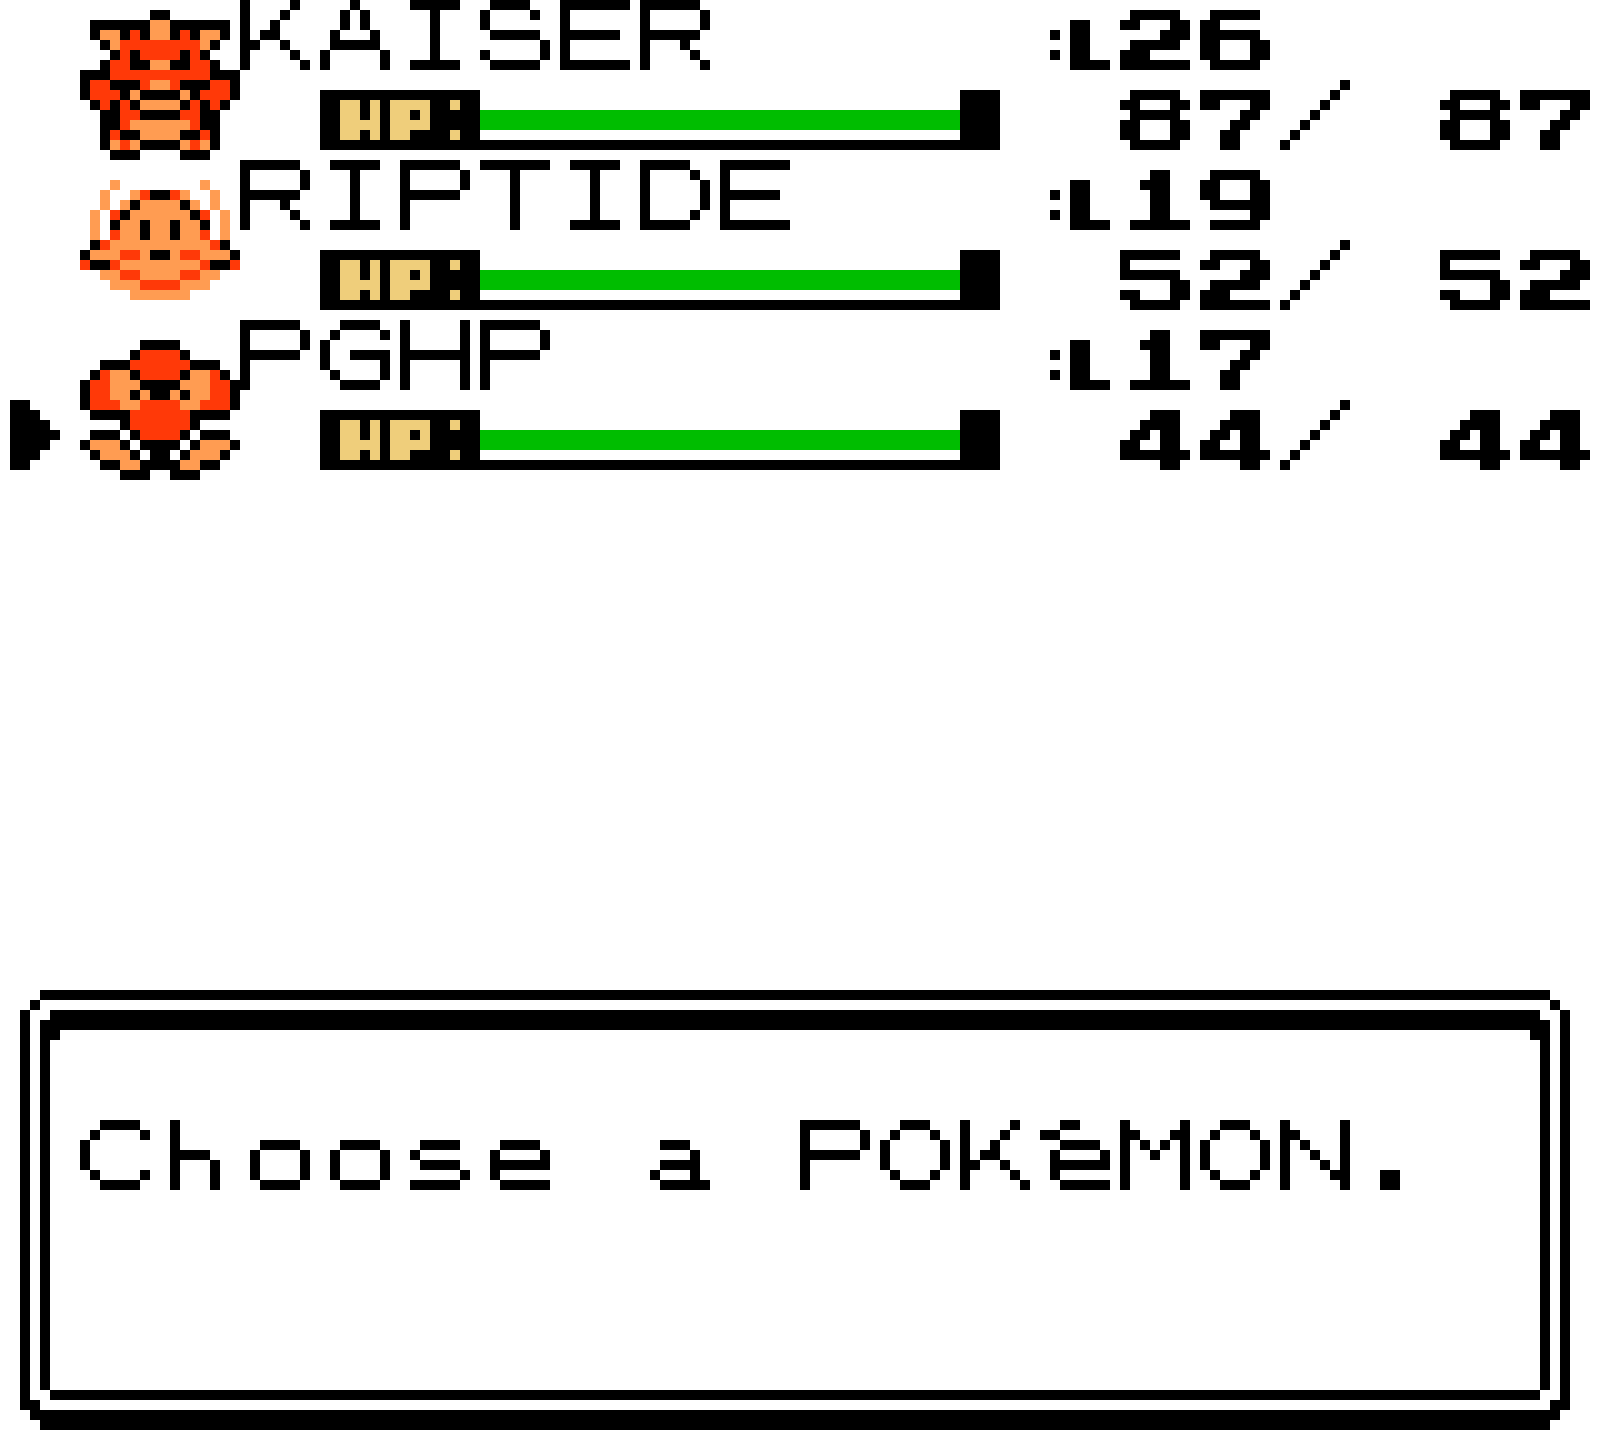 KAISER :L26
HP: 87/ 87
RIPTIDE :L19
HP: 52/ 52
PGHP :L17
HP: 44/ 44
Choose a POKéMON.